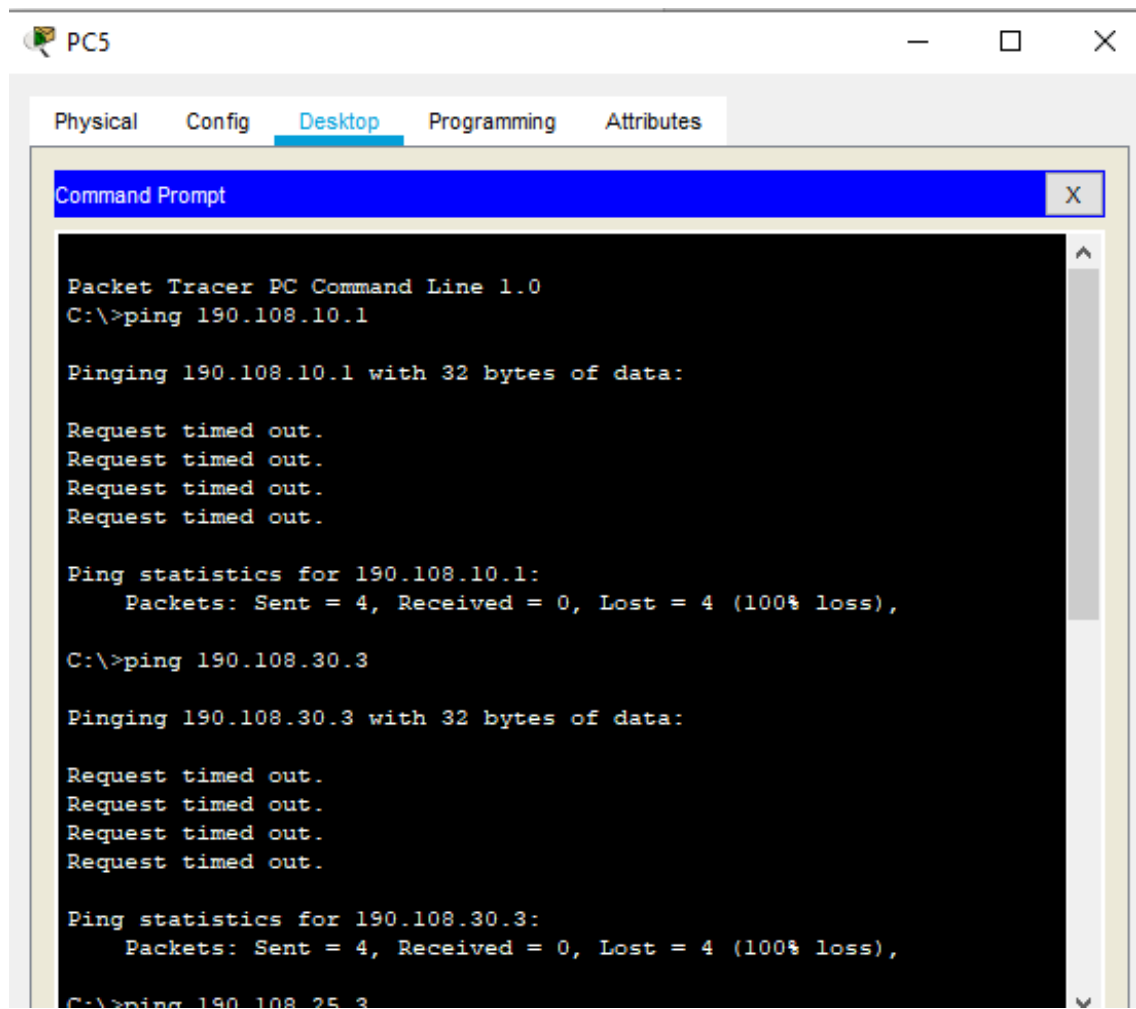 PC5
Physical Config Desktop Programming Attributes
Command Prompt
X
Packet Tracer PC Command Line 1.0
C:\>ping 190.108.10.1
Pinging 190.108.10.1 with 32 bytes of data:
Request timed out.
Request timed out.
Request timed out.
Request timed out.
Ping statistics for 190.108.10.1:
Packets: Sent = 4, Received = 0, Lost = 4 (100% loss),
C:\>ping 190.108.30.3
Pinging 190.108.30.3 with 32 bytes of data:
Request timed out.
Request timed out.
Request timed out.
Request timed out.
Ping statistics for 190.108.30.3:
Packets: Sent = 4, Received = 0, Lost = 4 (100% loss),
C:\>ping 190.108.25.3